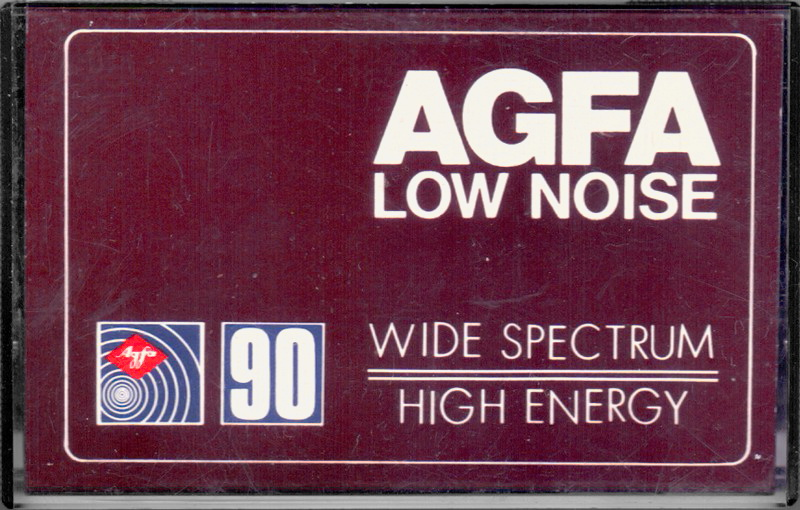 AGFA
LOW NOISE
Agfa
90
WIDE SPECTRUM
HIGH ENERGY